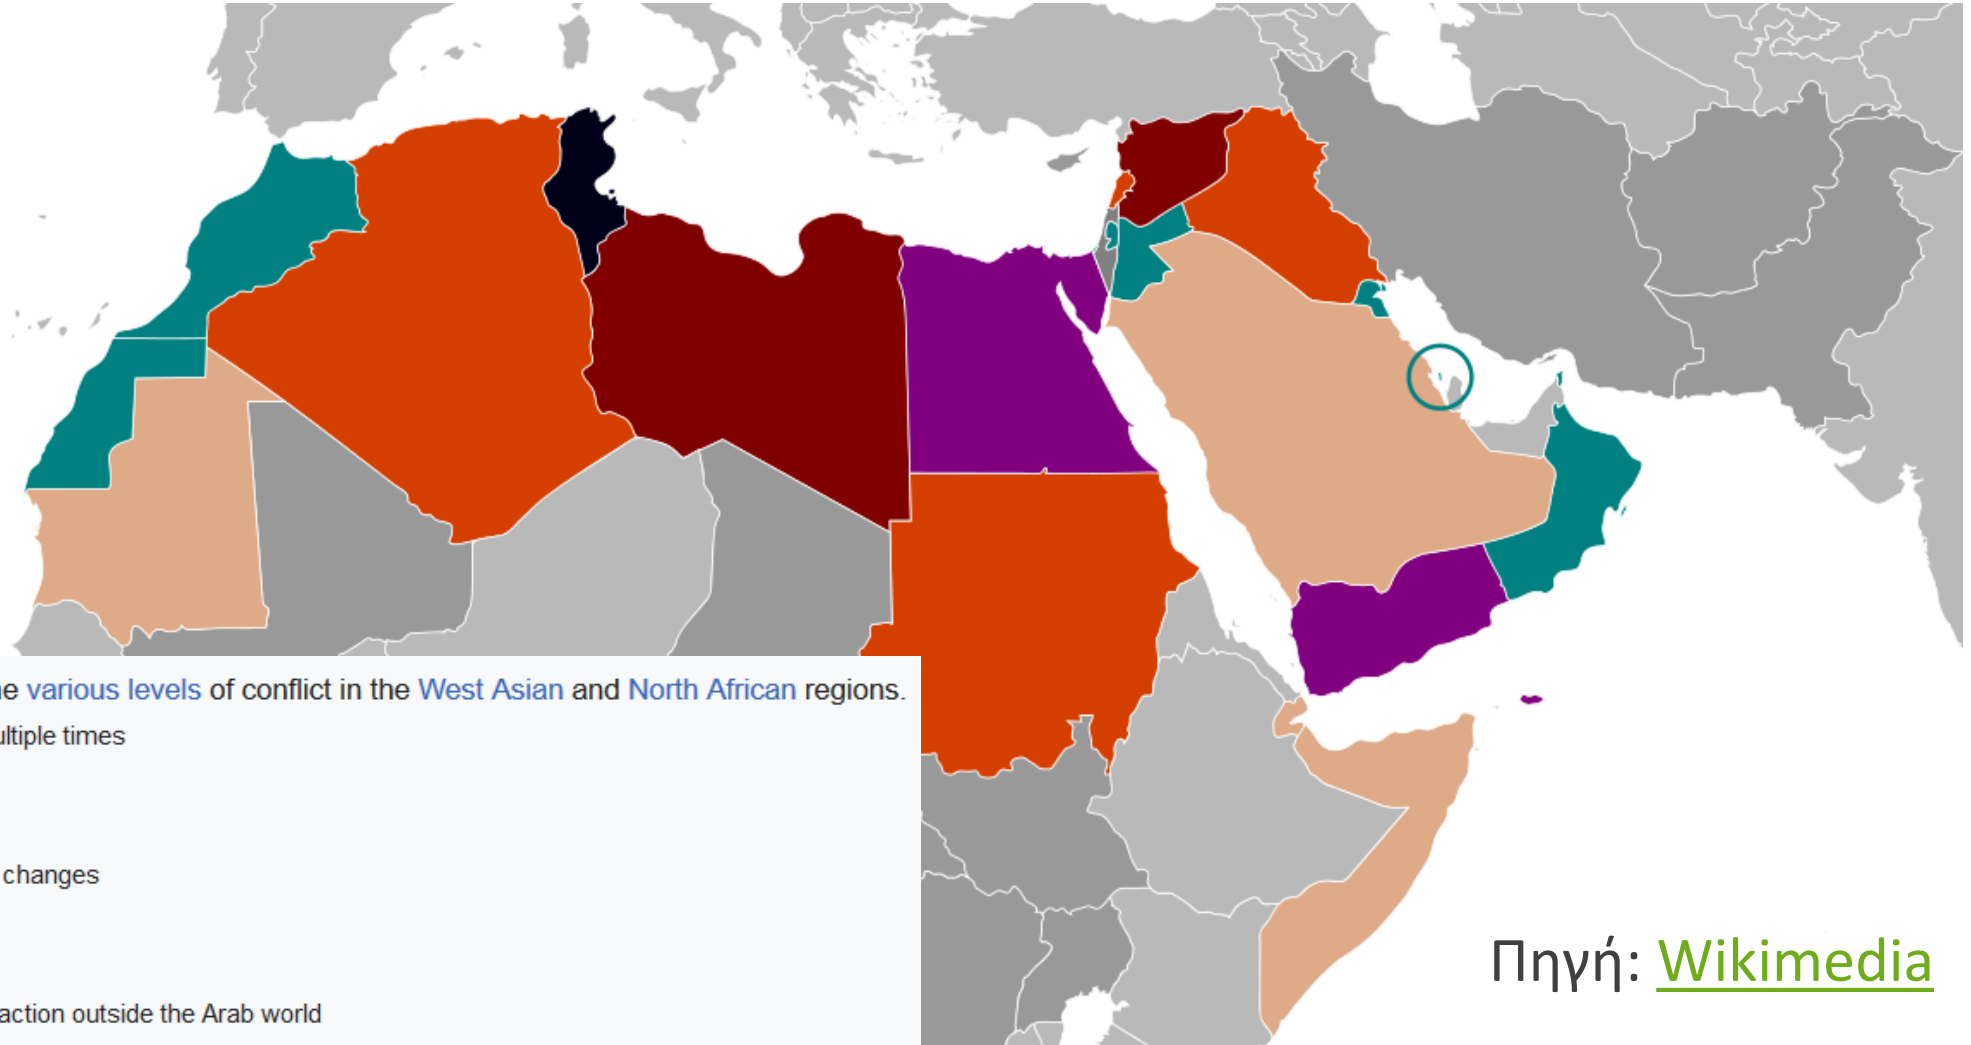 various levels of conflict in the West Asian and North African regions.
times
changes
action outside the Arab world
Πηγή: Wikimedia